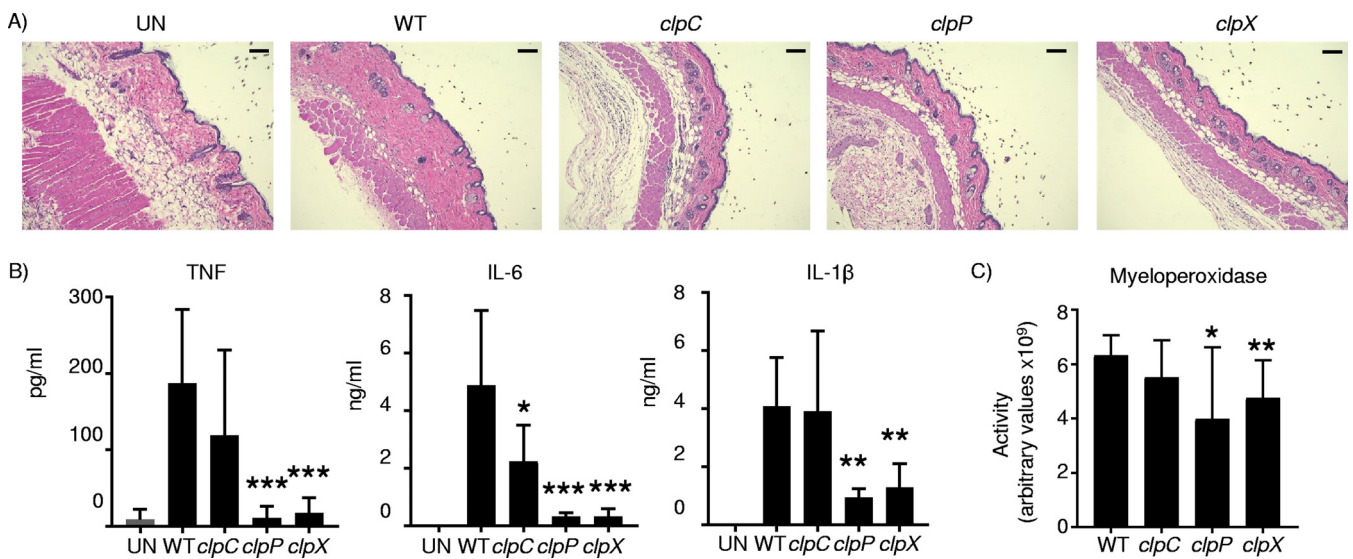 A)
UN WT clpC clpP clpX
B)
TNF
300
200
100
0
pg/ml
UN WT clpC clpP clpX
*** ***
IL-6
8
6
4
2
0
ng/ml
UN WT clpC clpP clpX
* *** ***
IL-1β
8
6
4
2
0
ng/ml
UN WT clpC clpP clpX
** **
C)
Myeloperoxidase
8
6
4
2
0
Activity
(arbitrary values x10⁹)
WT clpC clpP clpX
* **